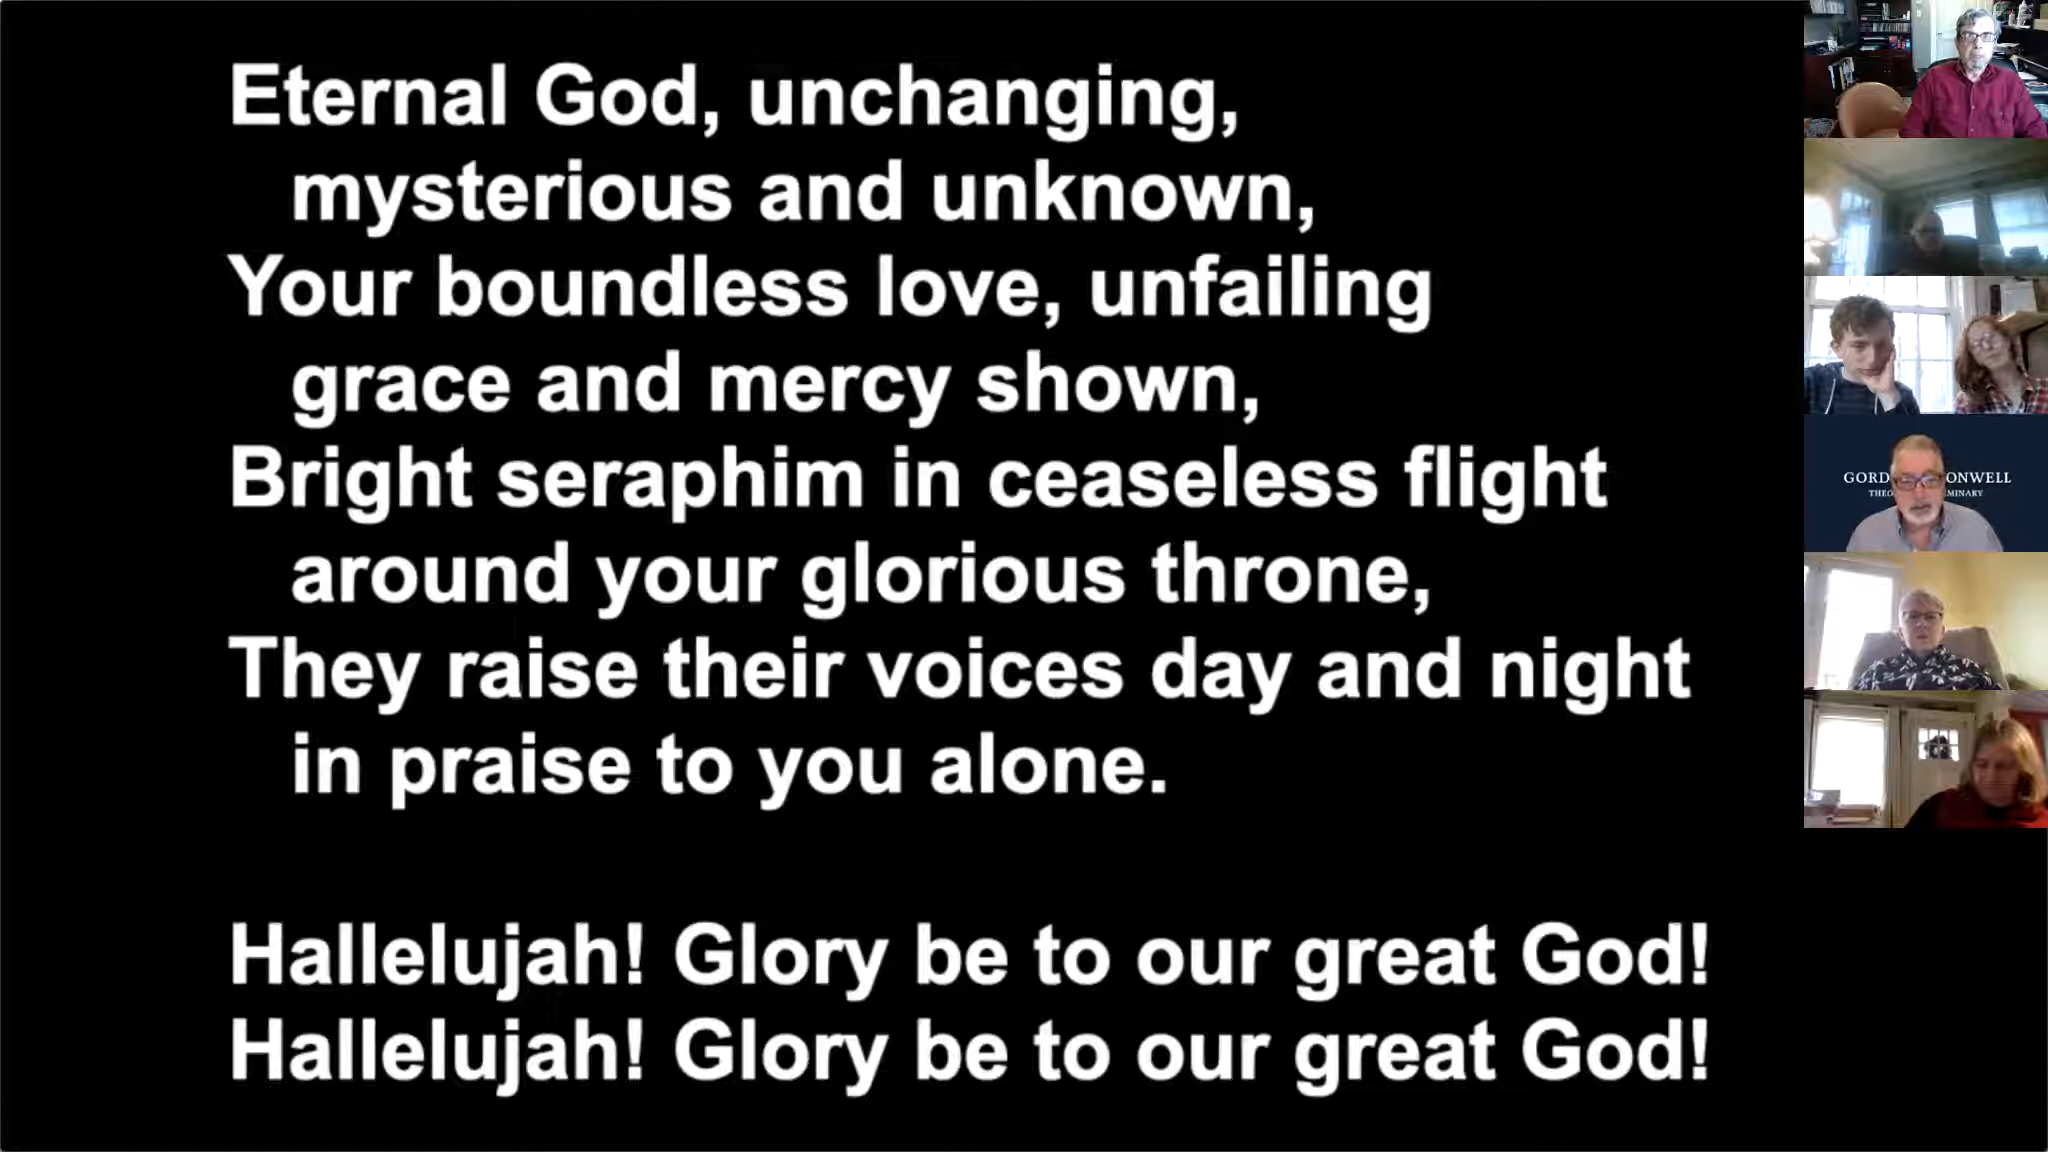 Eternal God, unchanging,
mysterious and unknown,
Your boundless love, unfailing
grace and mercy shown,
Bright seraphim in ceaseless flight
around your glorious throne,
They raise their voices day and night
in praise to you alone.
Hallelujah! Glory be to our great God!
Hallelujah! Glory be to our great God!